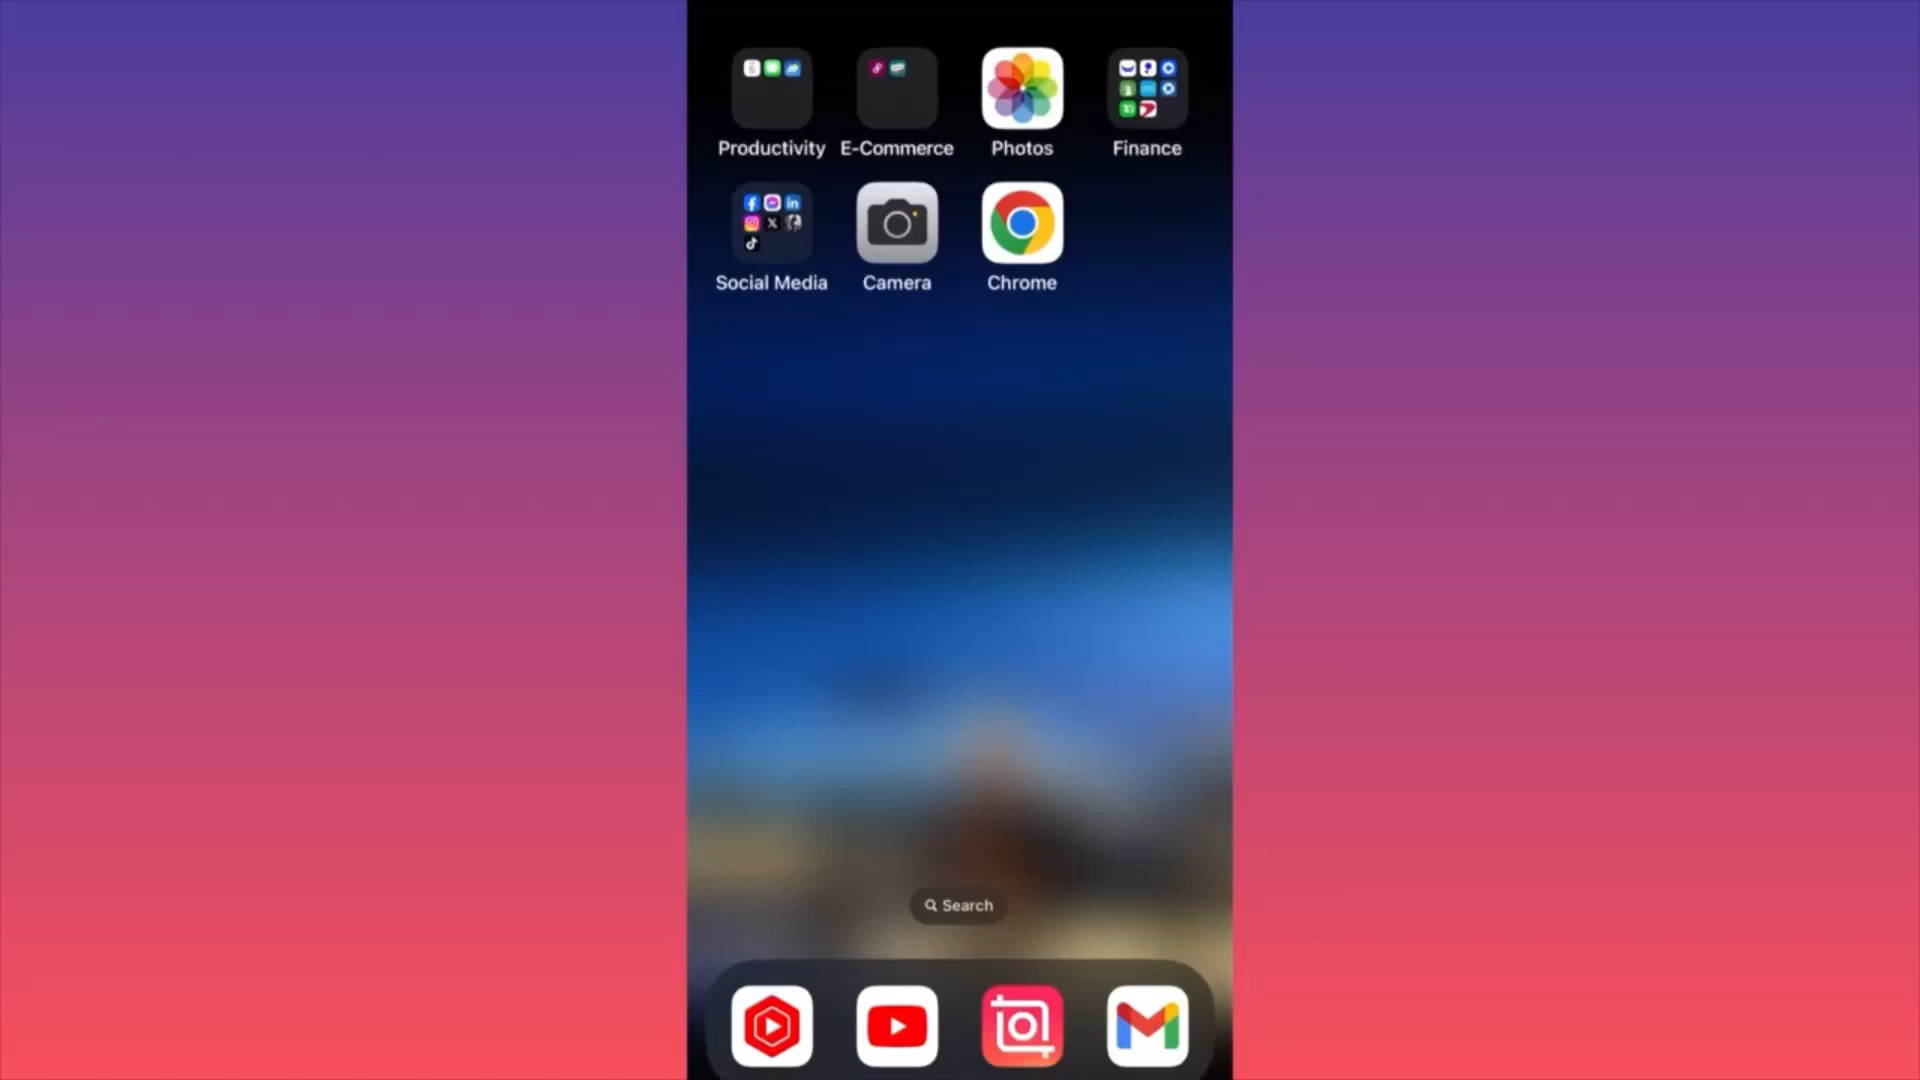 Productivity E-Commerce Photos Finance
Social Media Camera Chrome
Search